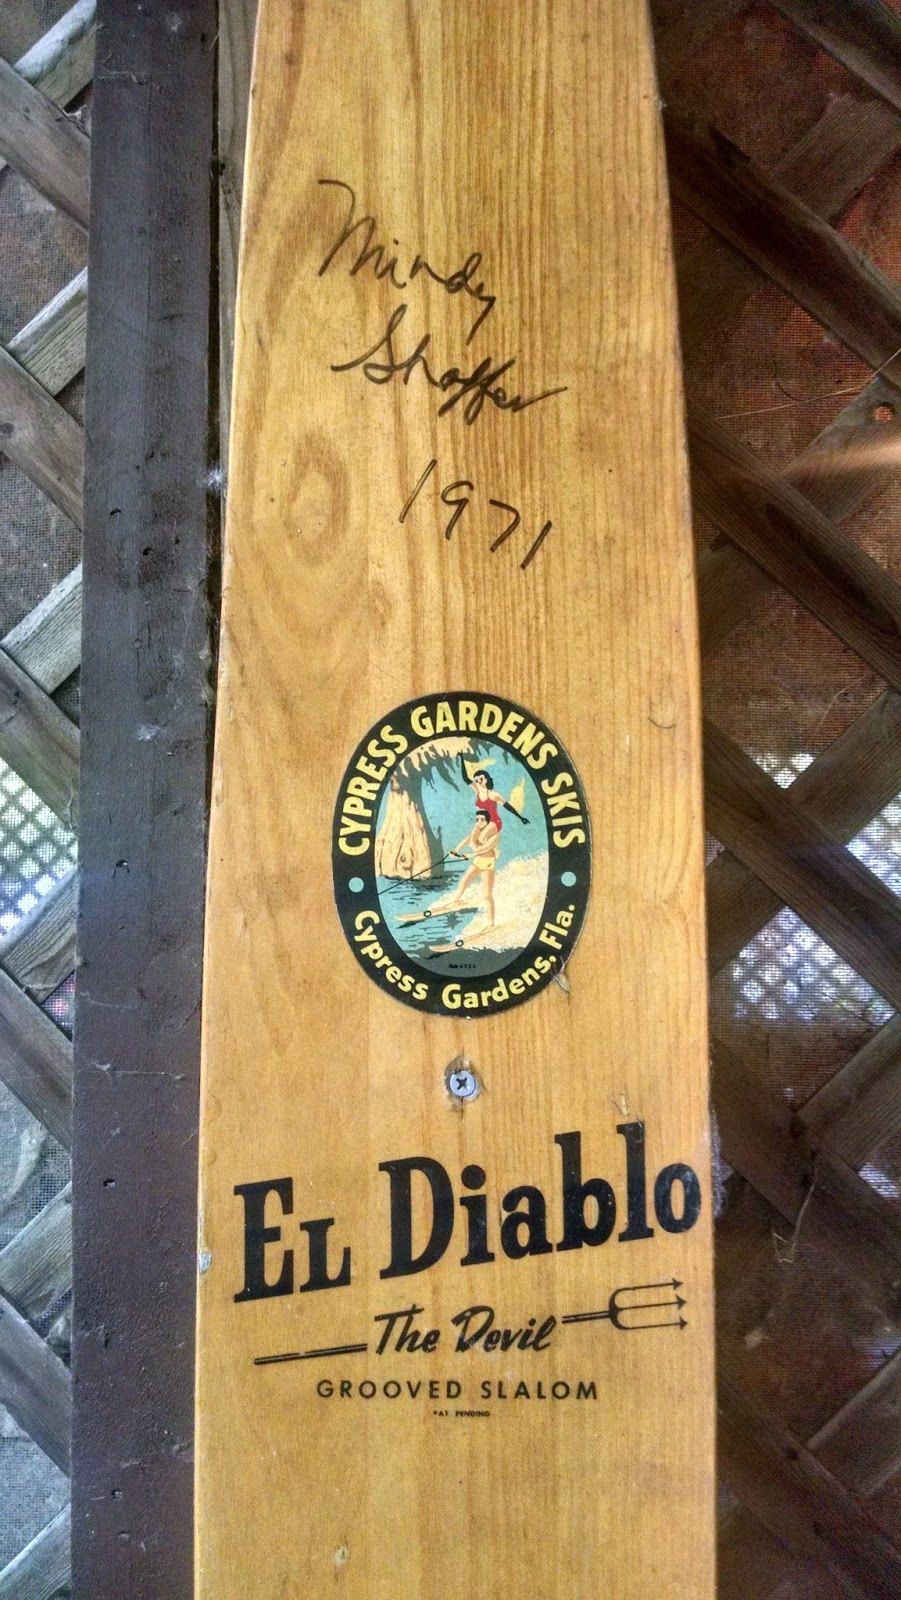 Mindy
Shaffer
1971
CYPRESS GARDENS SKIS
Cypress Gardens, Fla.
EL Diablo
The Devil
GROOVED SLALOM
PAT. PENDING